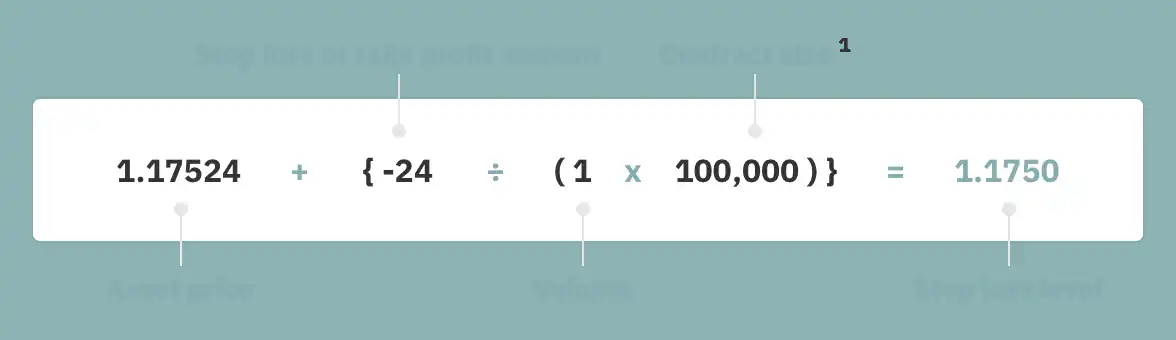 Stop loss or take profit amount Contract size 1
1.17524 + { -24 ÷ ( 1 x 100,000 ) } = 1.1750
Asset price Volume Stop loss level